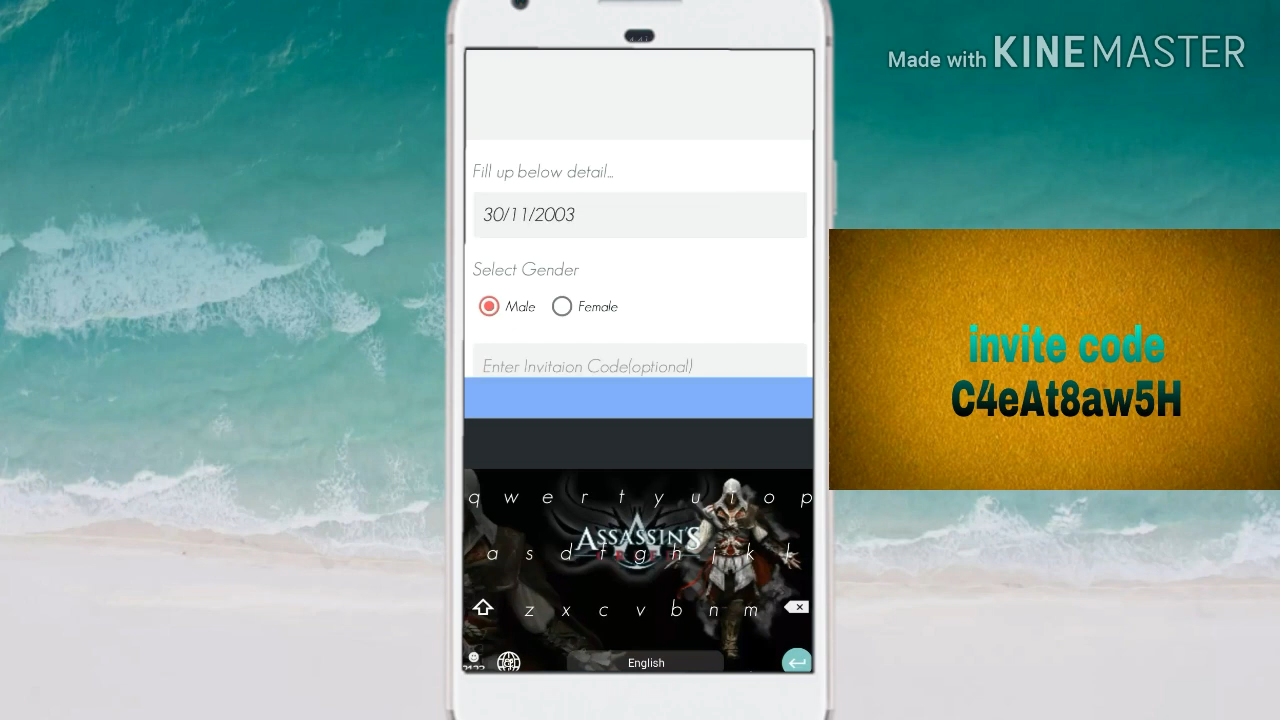 Made with KINEMASTER
Fill up below detail...
30/11/2003
Select Gender
Male Female
Enter Invitaion Code(optional)
invite code
C4eAt8aw5H
q w e r t y u i o p
ASSASSIN'S
a s d f g h j k l
z x c v b n m
English